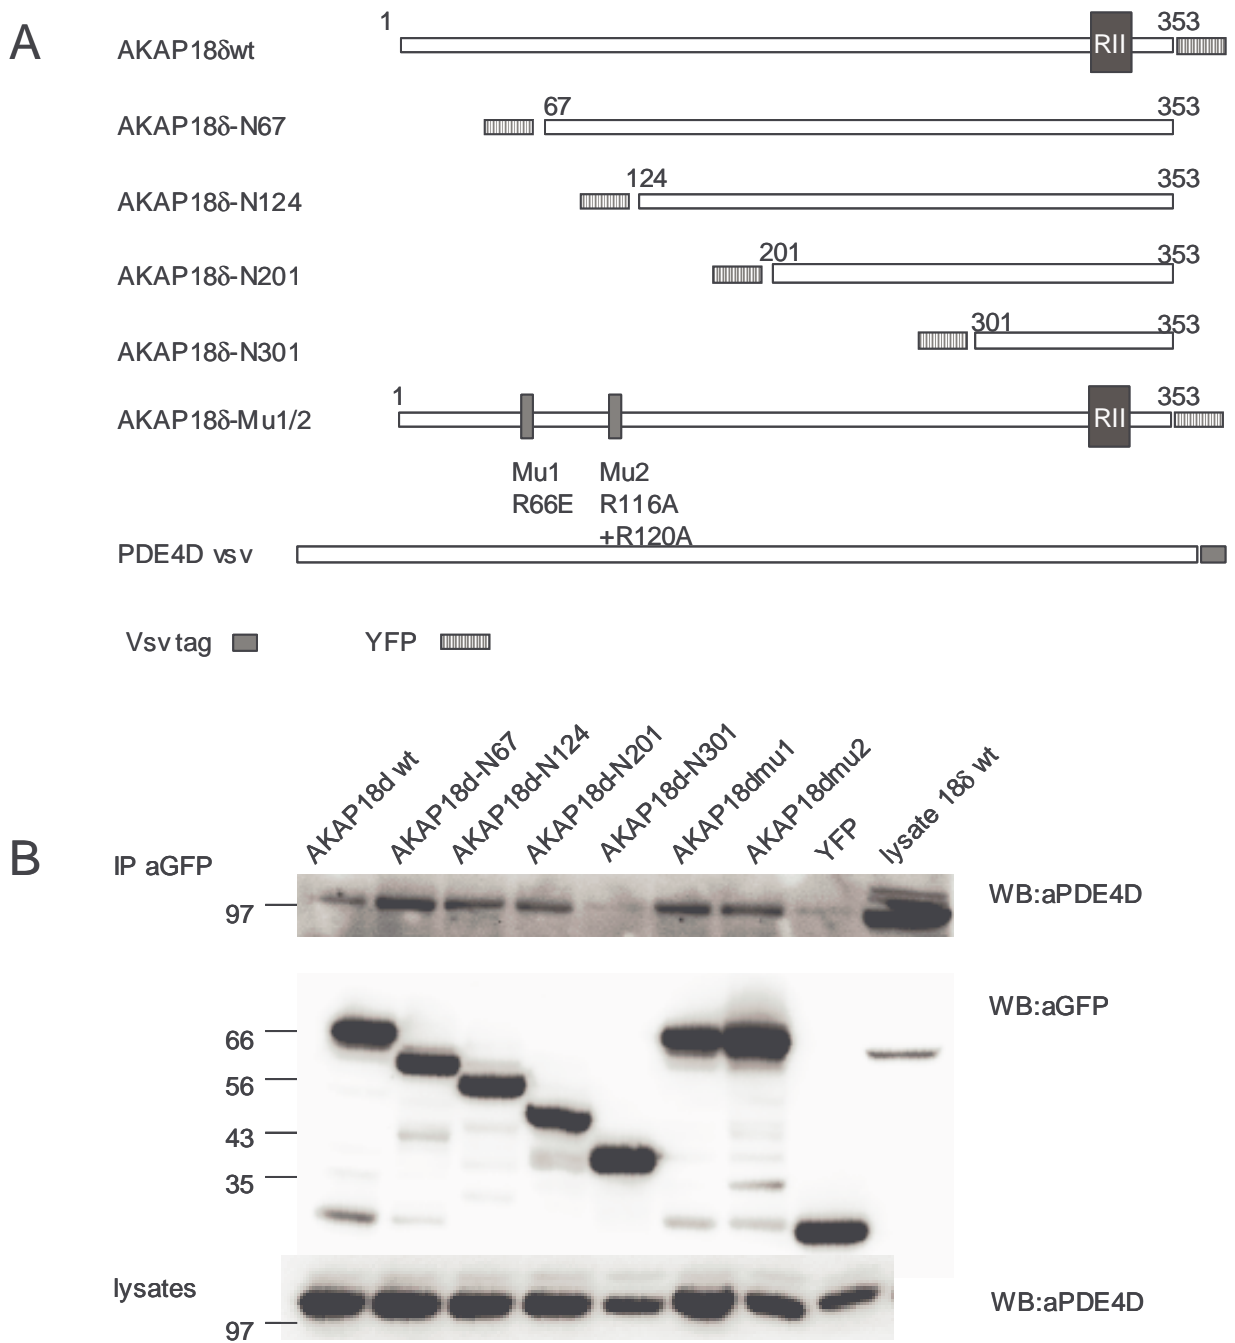 A
AKAP18δwt
1
RII
353
AKAP18δ-N67
67
353
AKAP18δ-N124
124
353
AKAP18δ-N201
201
353
AKAP18δ-N301
301
353
AKAP18δ-Mu1/2
1
RII
353
Mu1
R66E
Mu2
R116A
+R120A
PDE4D vsv
Vsv tag
YFP
B
IP aGFP
AKAP18d wt
AKAP18d-N67
AKAP18d-N124
AKAP18d-N201
AKAP18d-N301
AKAP18dmu1
AKAP18dmu2
YFP
lysate 18δ wt
97
WB:aPDE4D
WB:aGFP
66
56
43
35
lysates
97
WB:aPDE4D